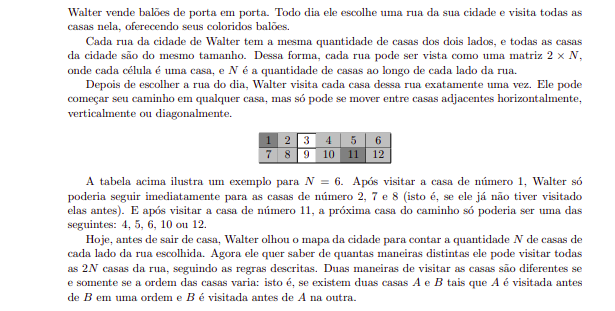 Walter vende balões de porta em porta. Todo dia ele escolhe uma rua da sua cidade e visita todas as
casas nela, oferecendo seus coloridos balões.
Cada rua da cidade de Walter tem a mesma quantidade de casas dos dois lados, e todas as casas
da cidade são do mesmo tamanho. Dessa forma, cada rua pode ser vista como uma matriz 2 × N,
onde cada célula é uma casa, e N é a quantidade de casas ao longo de cada lado da rua.
Depois de escolher a rua do dia, Walter visita cada casa dessa rua exatamente uma vez. Ele pode
começar seu caminho em qualquer casa, mas só pode se mover entre casas adjacentes horizontalmente,
verticalmente ou diagonalmente.
1 2 3 4 5 6
7 8 9 10 11 12
A tabela acima ilustra um exemplo para N = 6. Após visitar a casa de número 1, Walter só
poderia seguir imediatamente para as casas de número 2, 7 e 8 (isto é, se ele já não tiver visitado
elas antes). E após visitar a casa de número 11, a próxima casa do caminho só poderia ser uma das
seguintes: 4, 5, 6, 10 ou 12.
Hoje, antes de sair de casa, Walter olhou o mapa da cidade para contar a quantidade N de casas de
cada lado da rua escolhida. Agora ele quer saber de quantas maneiras distintas ele pode visitar todas
as 2N casas da rua, seguindo as regras descritas. Duas maneiras de visitar as casas são diferentes se
e somente se a ordem das casas varia: isto é, se existem duas casas A e B tais que A é visitada antes
de B em uma ordem e B é visitada antes de A na outra.